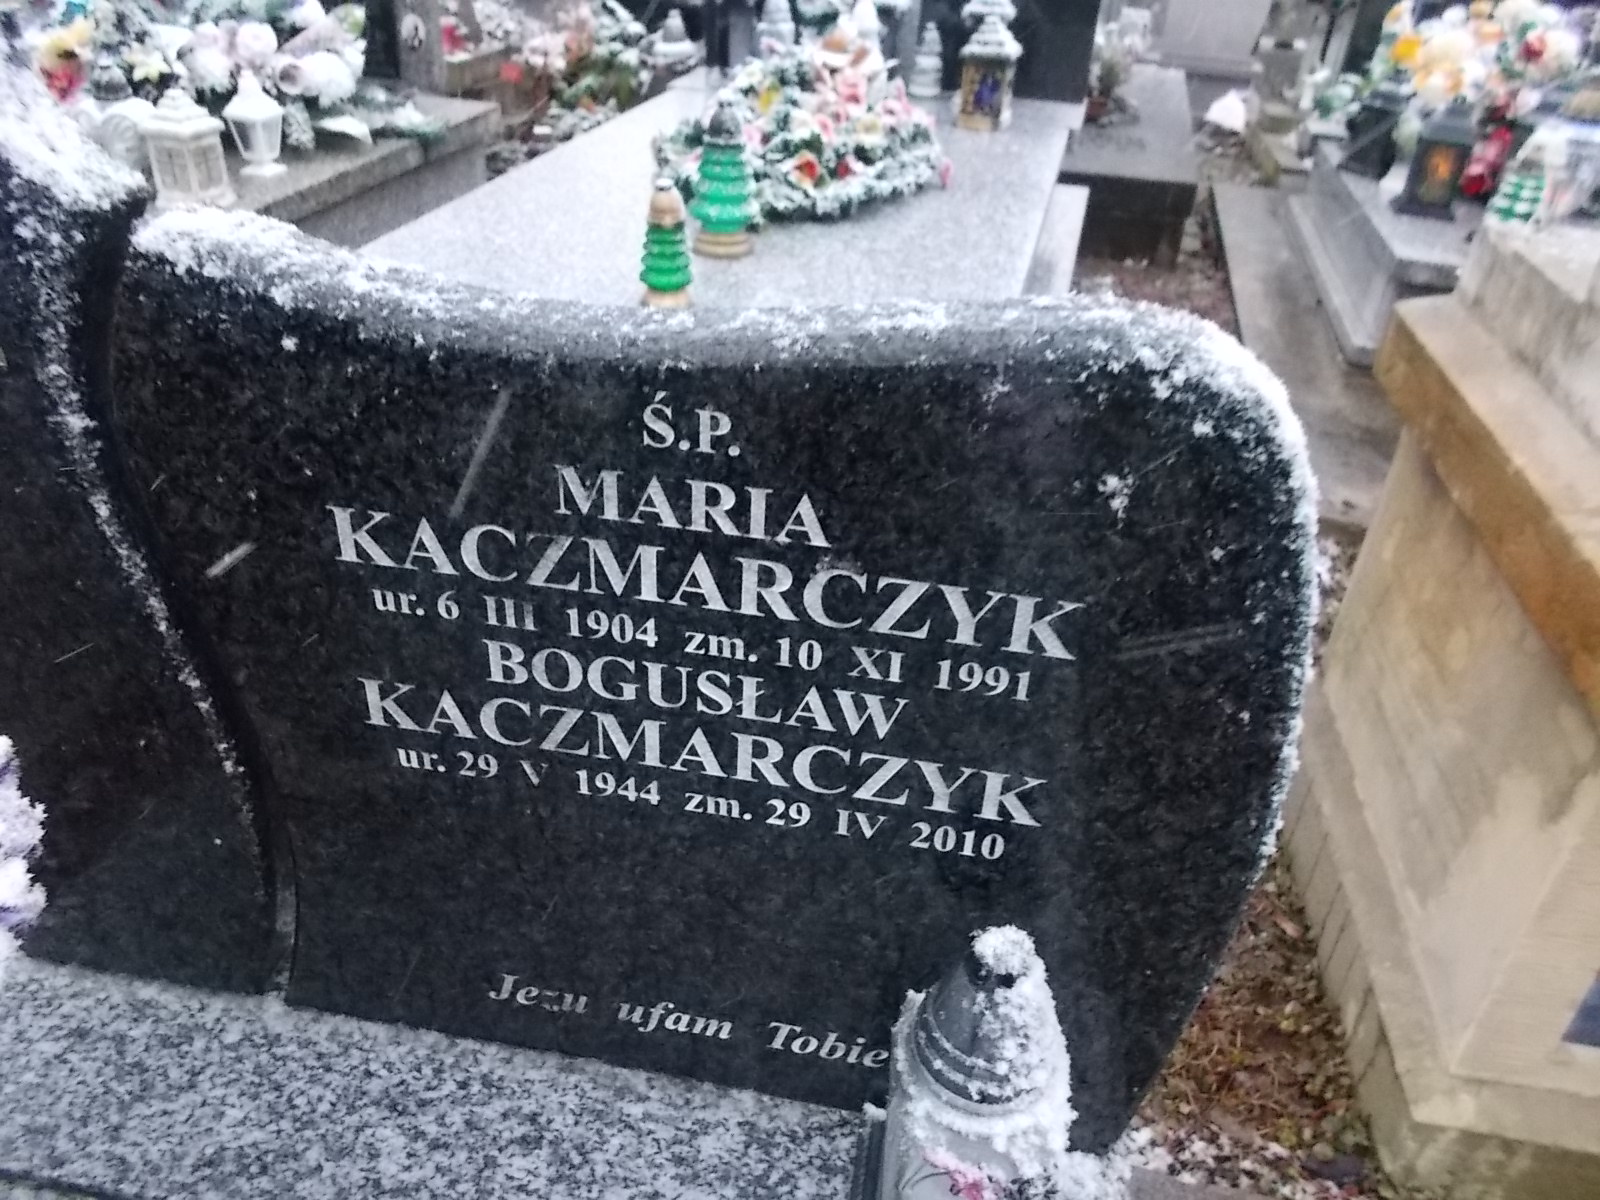 Ś.P.
MARIA
KACZMARCZYK
ur. 6 III 1904 zm. 10 XI 1991
BOGUSŁAW
KACZMARCZYK
ur. 29 V 1944 zm. 29 IV 2010
Jezu ufam Tobie